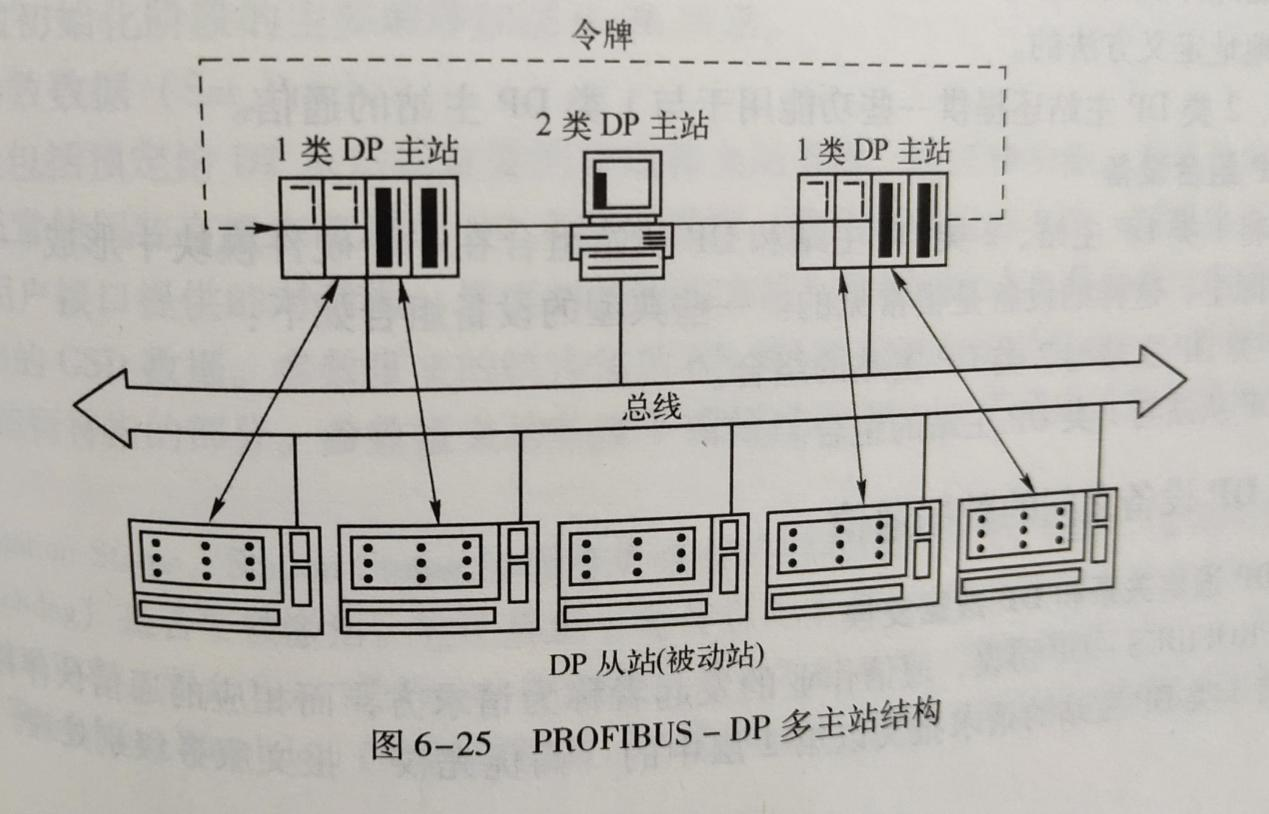 令牌
2 类 DP 主站
1 类 DP 主站
1 类 DP 主站
总线
DP 从站(被动站)
图 6-25 PROFIBUS – DP 多主站结构